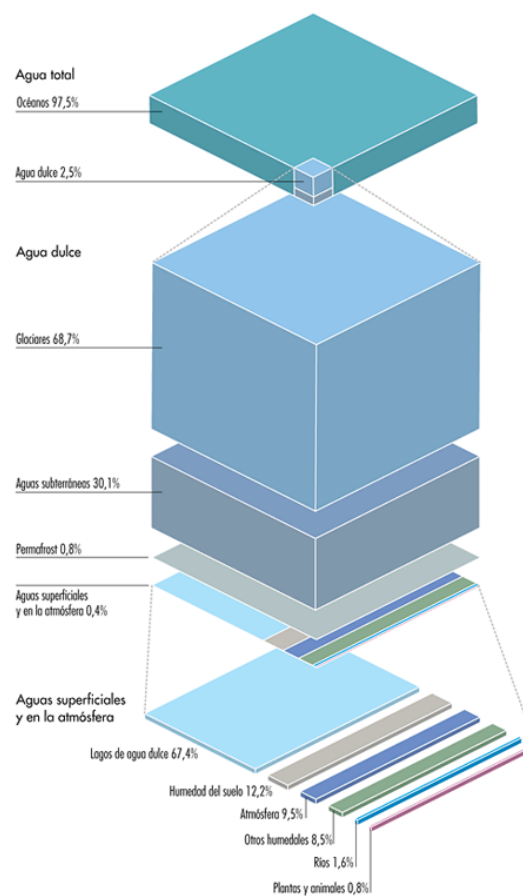 Agua total
Océanos 97,5%
Agua dulce 2,5%
Agua dulce
Glaciares 68,7%
Aguas subterráneos 30,1%
Permafrost 0,8%
Aguas superficiales
y en la atmósfera 0,4%
Aguas superficiales
y en la atmósfera
Lagos de agua dulce 67,4%
Humedad del suelo 12,2%
Atmósfera 9,5%
Otros humedales 8,5%
Ríos 1,6%
Plantas y animales 0,8%